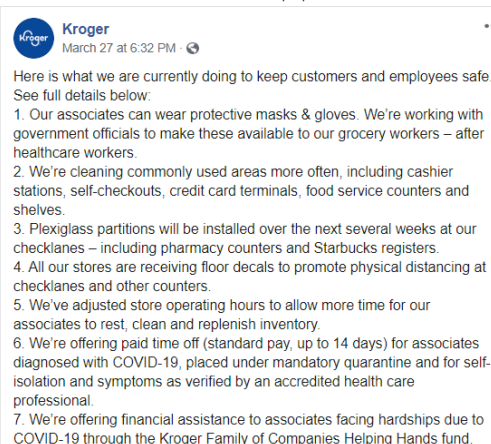 Kroger
Kroger
March 27 at 6:32 PM ·
Here is what we are currently doing to keep customers and employees safe.
See full details below:
1. Our associates can wear protective masks & gloves. We're working with
government officials to make these available to our grocery workers – after
healthcare workers.
2. We're cleaning commonly used areas more often, including cashier
stations, self-checkouts, credit card terminals, food service counters and
shelves.
3. Plexiglass partitions will be installed over the next several weeks at our
checklanes – including pharmacy counters and Starbucks registers.
4. All our stores are receiving floor decals to promote physical distancing at
checklanes and other counters.
5. We've adjusted store operating hours to allow more time for our
associates to rest, clean and replenish inventory.
6. We're offering paid time off (standard pay, up to 14 days) for associates
diagnosed with COVID-19, placed under mandatory quarantine and for self-
isolation and symptoms as verified by an accredited health care
professional.
7. We're offering financial assistance to associates facing hardships due to
COVID-19 through the Kroger Family of Companies Helping Hands fund.